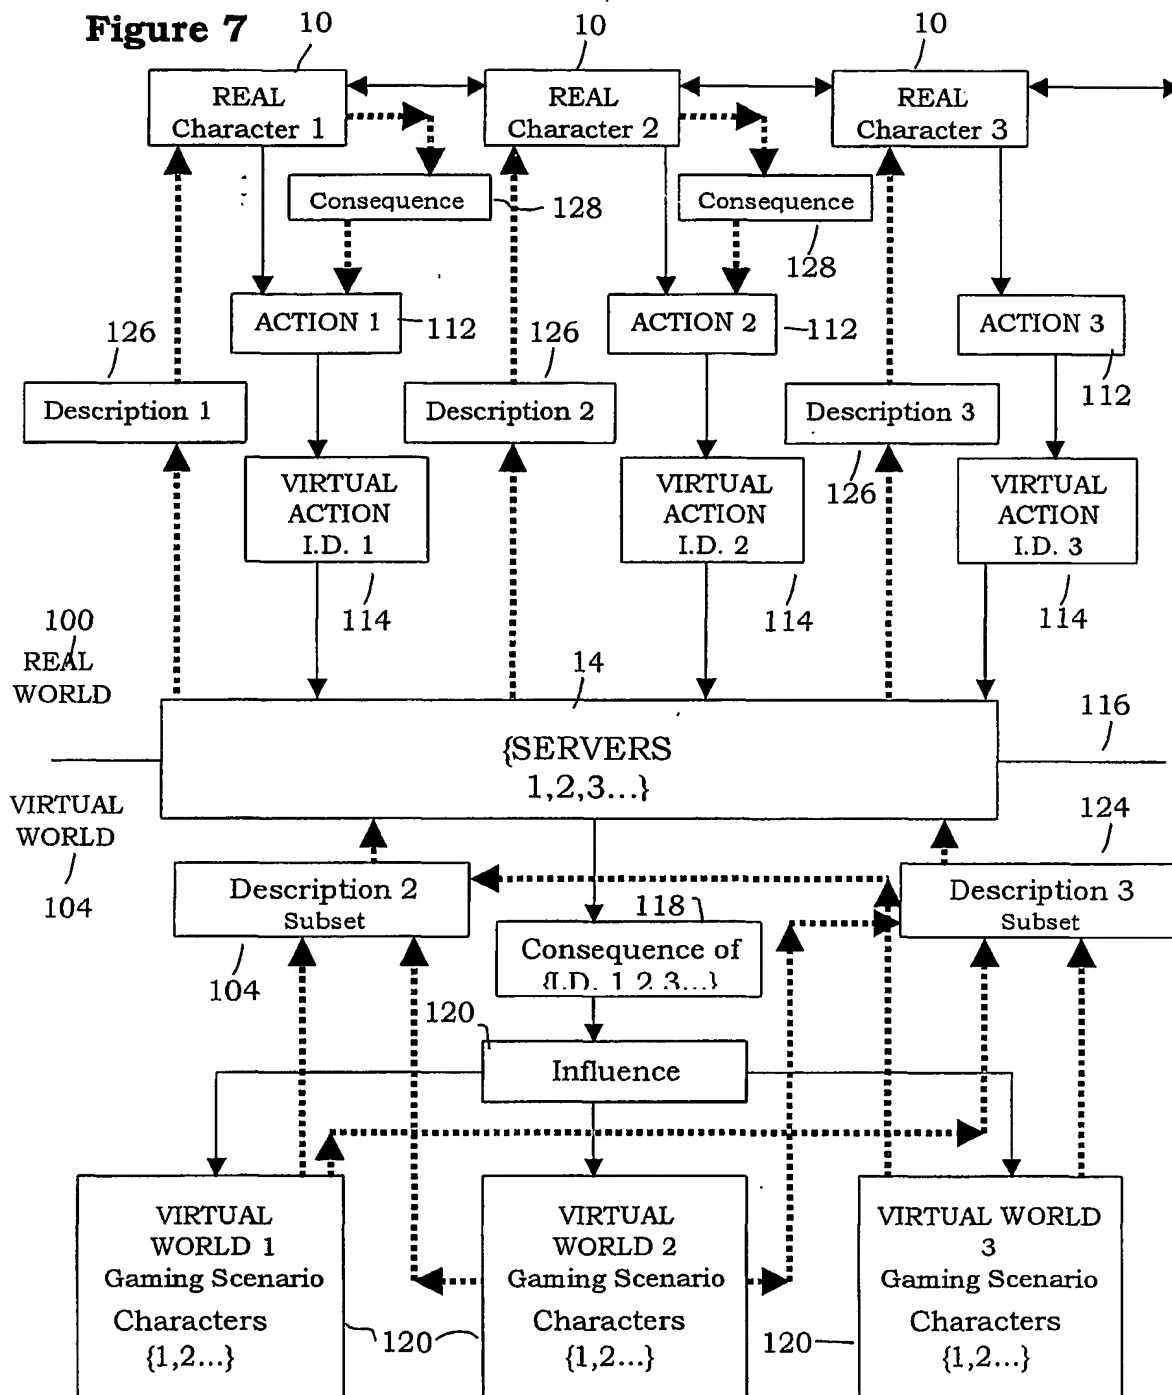 Figure 7
10
10
10
REAL
Character 1
REAL
Character 2
REAL
Character 3
Consequence
128
Consequence
128
ACTION 1
112
ACTION 2
112
ACTION 3
112
126
Description 1
126
Description 2
Description 3
126
VIRTUAL
ACTION
I.D. 1
114
VIRTUAL
ACTION
I.D. 2
114
VIRTUAL
ACTION
I.D. 3
114
100
REAL
WORLD
14
{SERVERS
1,2,3...}
116
VIRTUAL
WORLD
104
124
Description 2
Subset
104
Description 3
Subset
118
Consequence of
{I.D. 1,2,3...}
120
Influence
VIRTUAL
WORLD 1
Gaming Scenario
Characters
{1,2...}
120
VIRTUAL
WORLD 2
Gaming Scenario
Characters
{1,2...}
120
VIRTUAL WORLD
3
Gaming Scenario
Characters
{1,2...}